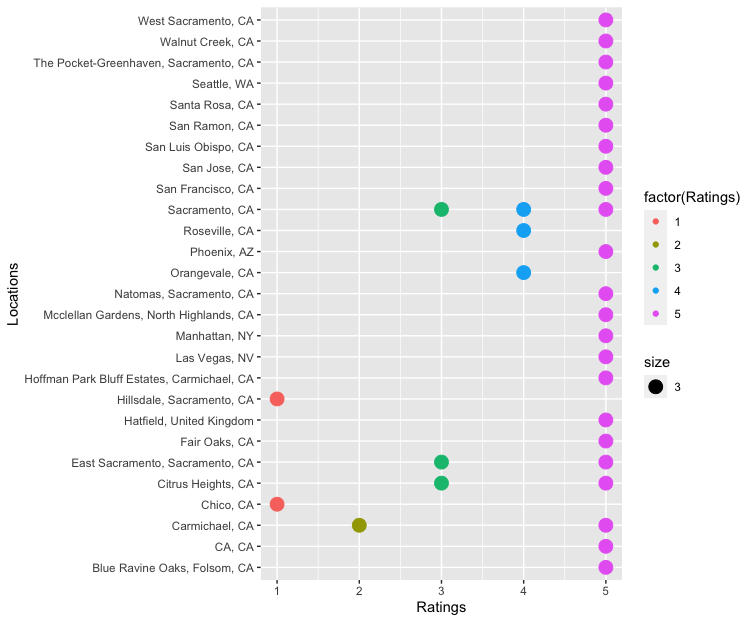 West Sacramento, CA
Walnut Creek, CA
The Pocket-Greenhaven, Sacramento, CA
Seattle, WA
Santa Rosa, CA
San Ramon, CA
San Luis Obispo, CA
San Jose, CA
San Francisco, CA
Sacramento, CA
Roseville, CA
Phoenix, AZ
Orangevale, CA
Natomas, Sacramento, CA
Mcclellan Gardens, North Highlands, CA
Manhattan, NY
Las Vegas, NV
Hoffman Park Bluff Estates, Carmichael, CA
Hillsdale, Sacramento, CA
Hatfield, United Kingdom
Fair Oaks, CA
East Sacramento, Sacramento, CA
Citrus Heights, CA
Chico, CA
Carmichael, CA
CA, CA
Blue Ravine Oaks, Folsom, CA
Locations
1 2 3 4 5
Ratings
factor(Ratings)
1
2
3
4
5
size
3